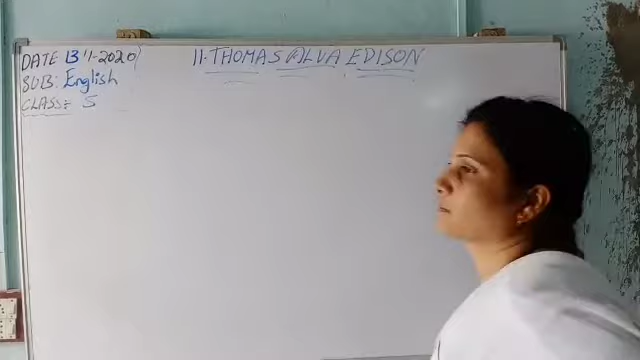 DATE 13-11-2020
11. THOMAS ALVA EDISON
SUB: English
CLASS: 5